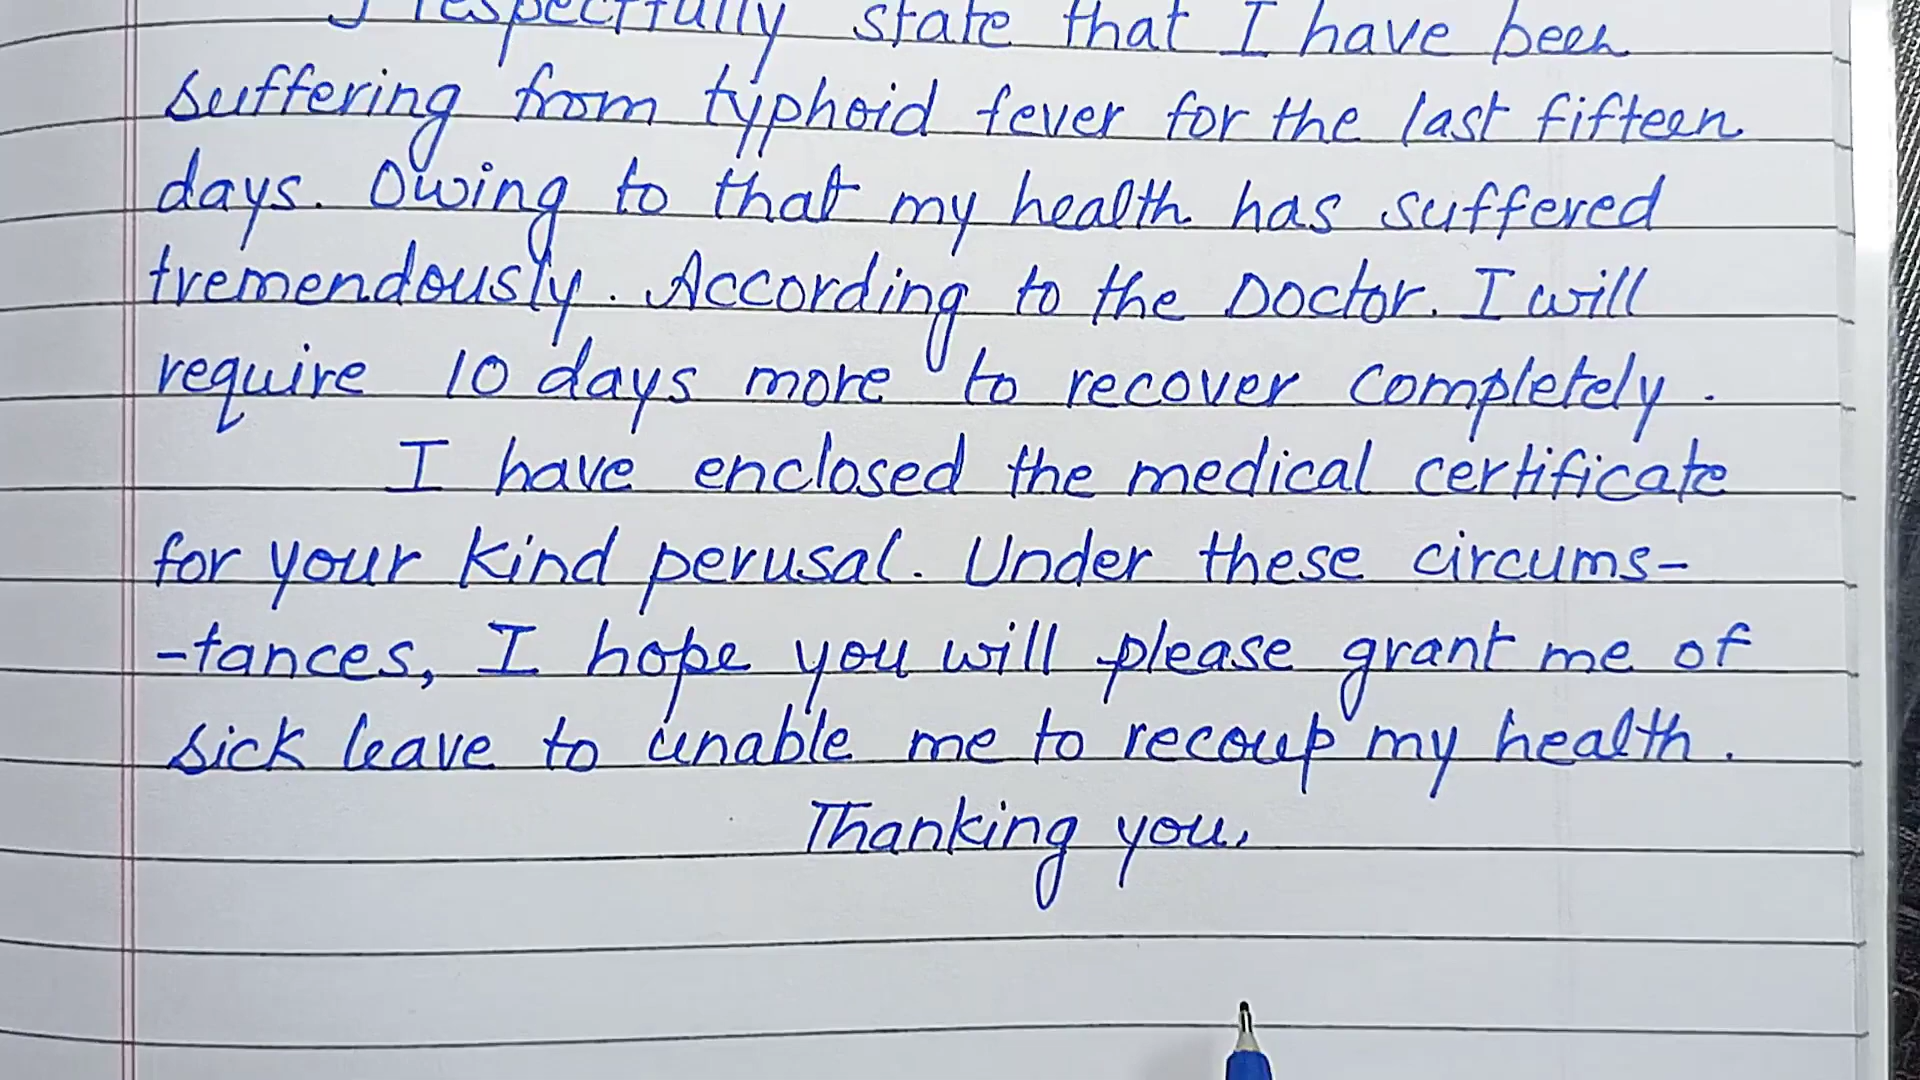 I respectfully state that I have been
suffering from typhoid fever for the last fifteen
days. Owing to that my health has suffered
tremendously. According to the Doctor. I will
require 10 days more to recover completely.
I have enclosed the medical certificate
for your kind perusal. Under these circums-
-tances, I hope you will please grant me of
sick leave to unable me to recoup my health.
Thanking you,